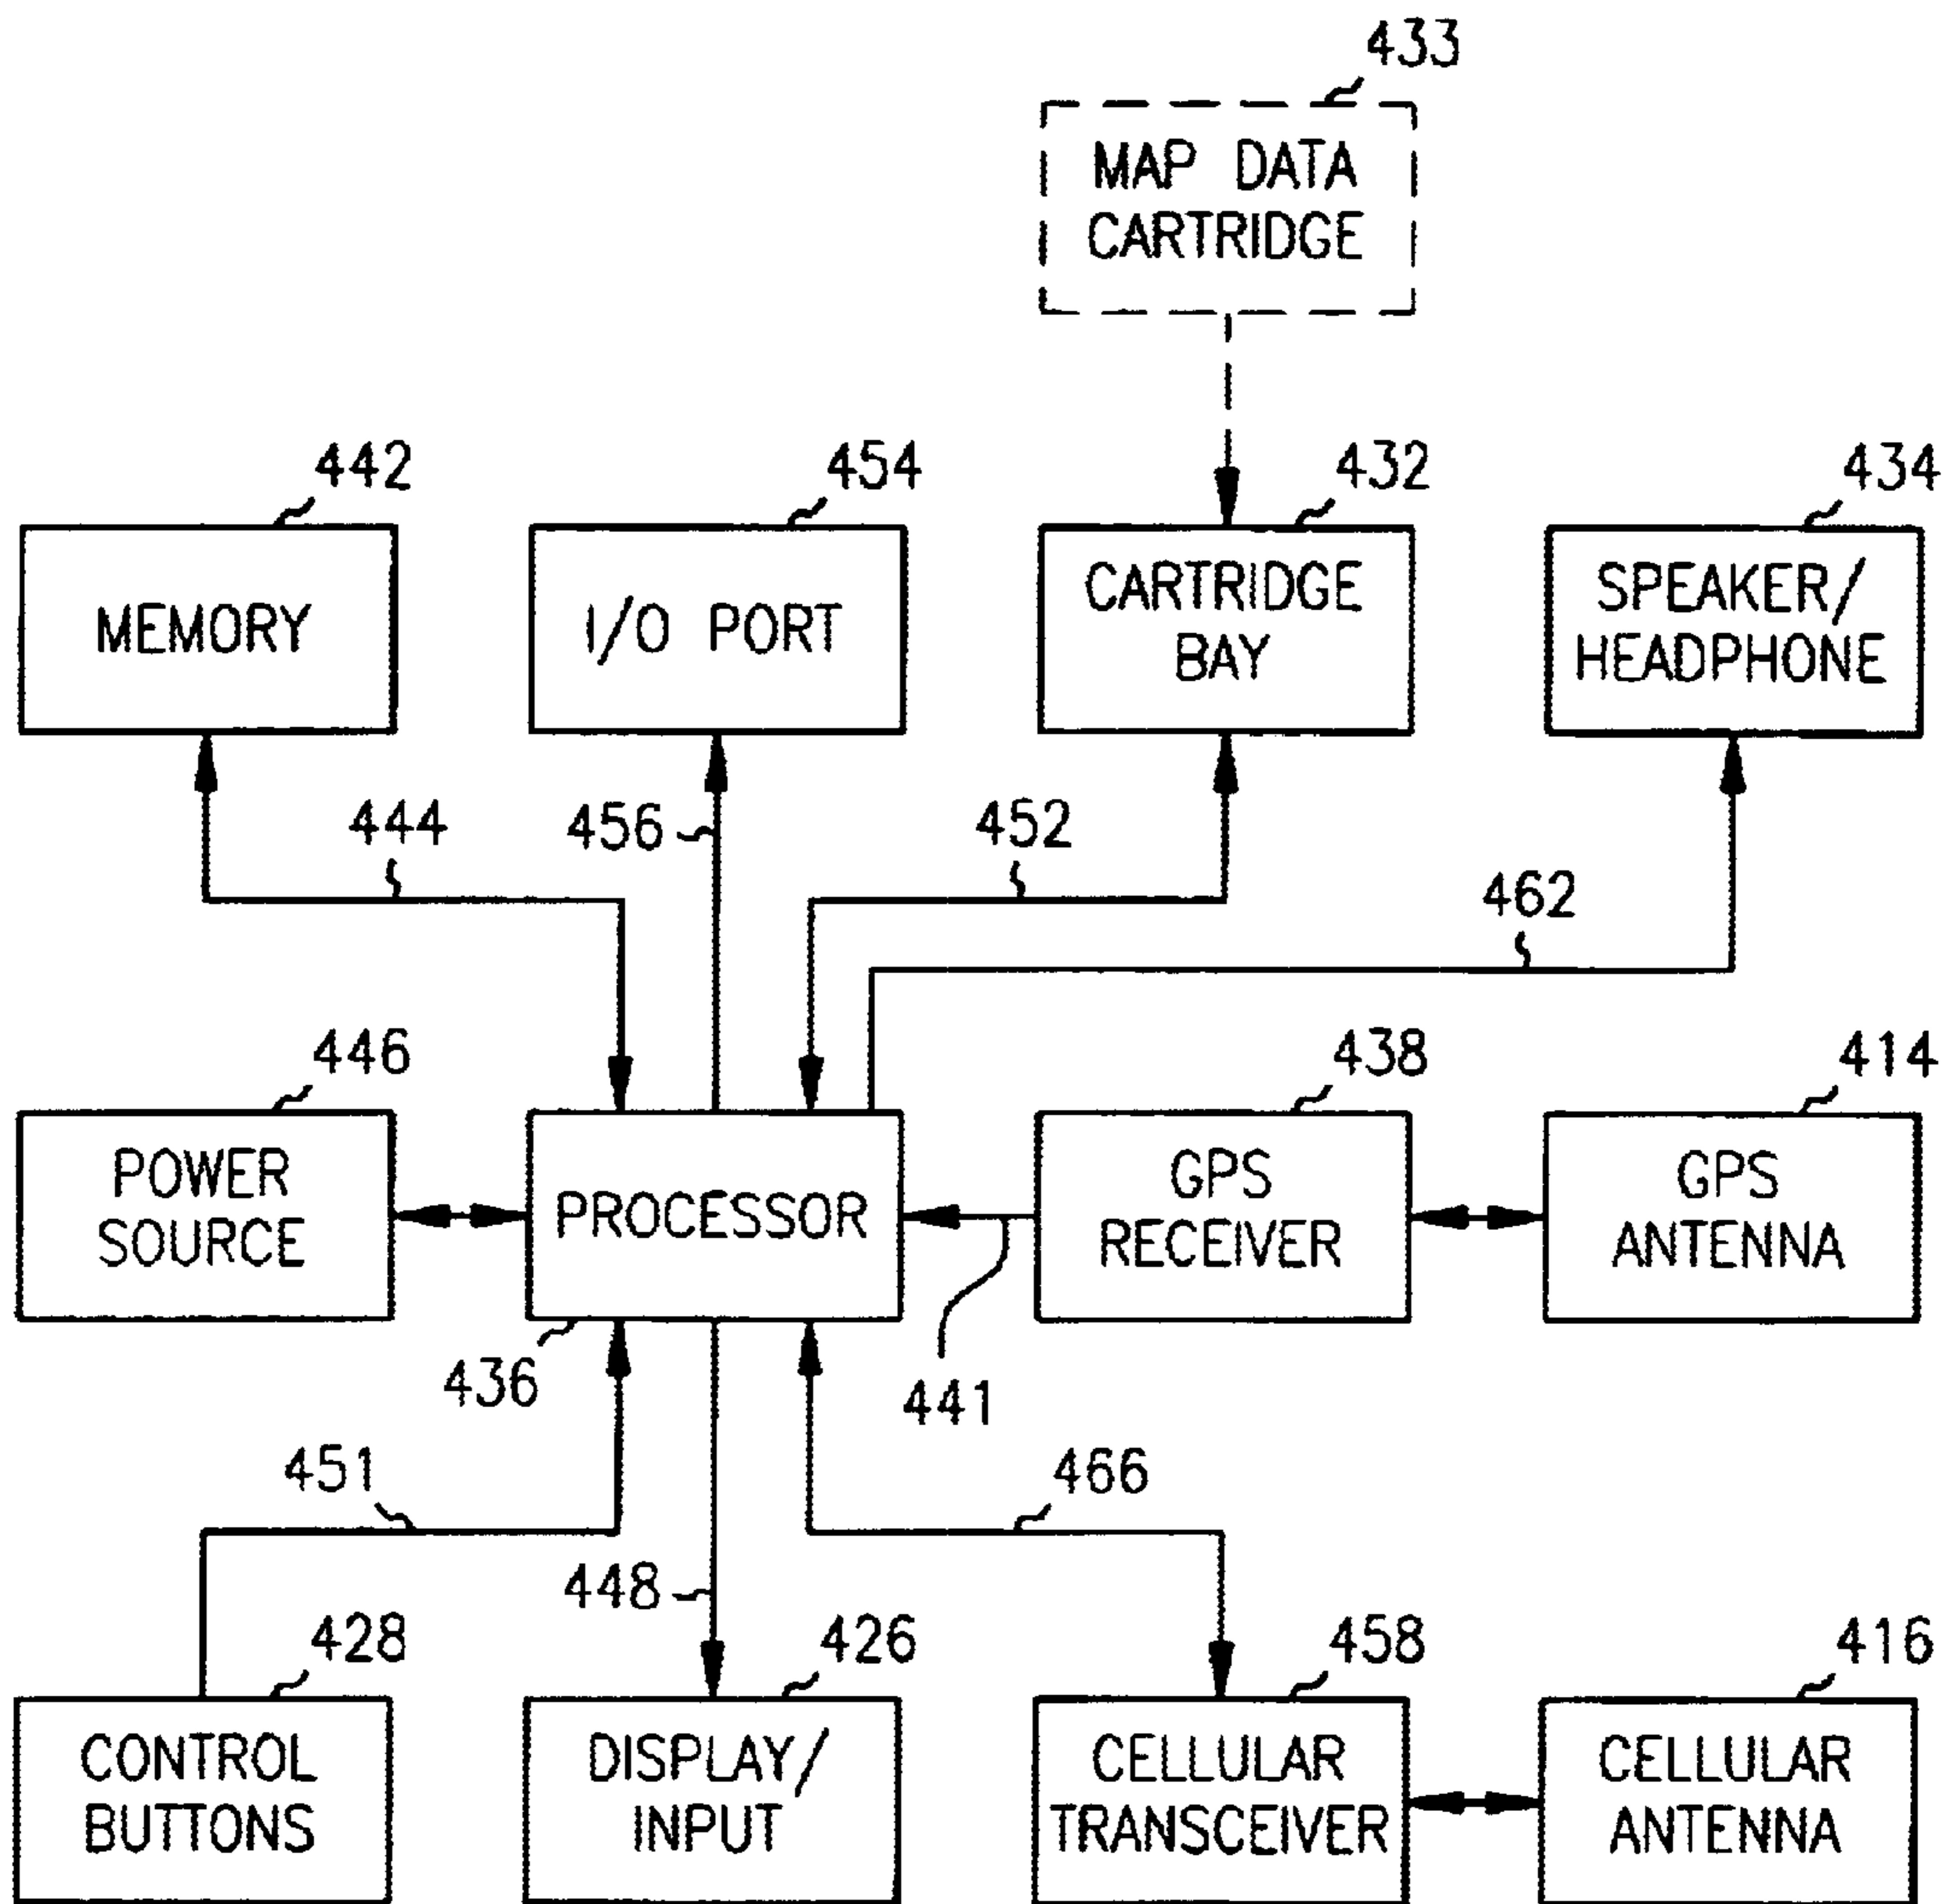 433
MAP DATA
CARTRIDGE
442
454
432
434
MEMORY
I/O PORT
CARTRIDGE
BAY
SPEAKER/
HEADPHONE
444
456
452
462
446
438
414
POWER
SOURCE
PROCESSOR
GPS
RECEIVER
GPS
ANTENNA
436
441
451
466
448
428
426
458
416
CONTROL
BUTTONS
DISPLAY/
INPUT
CELLULAR
TRANSCEIVER
CELLULAR
ANTENNA